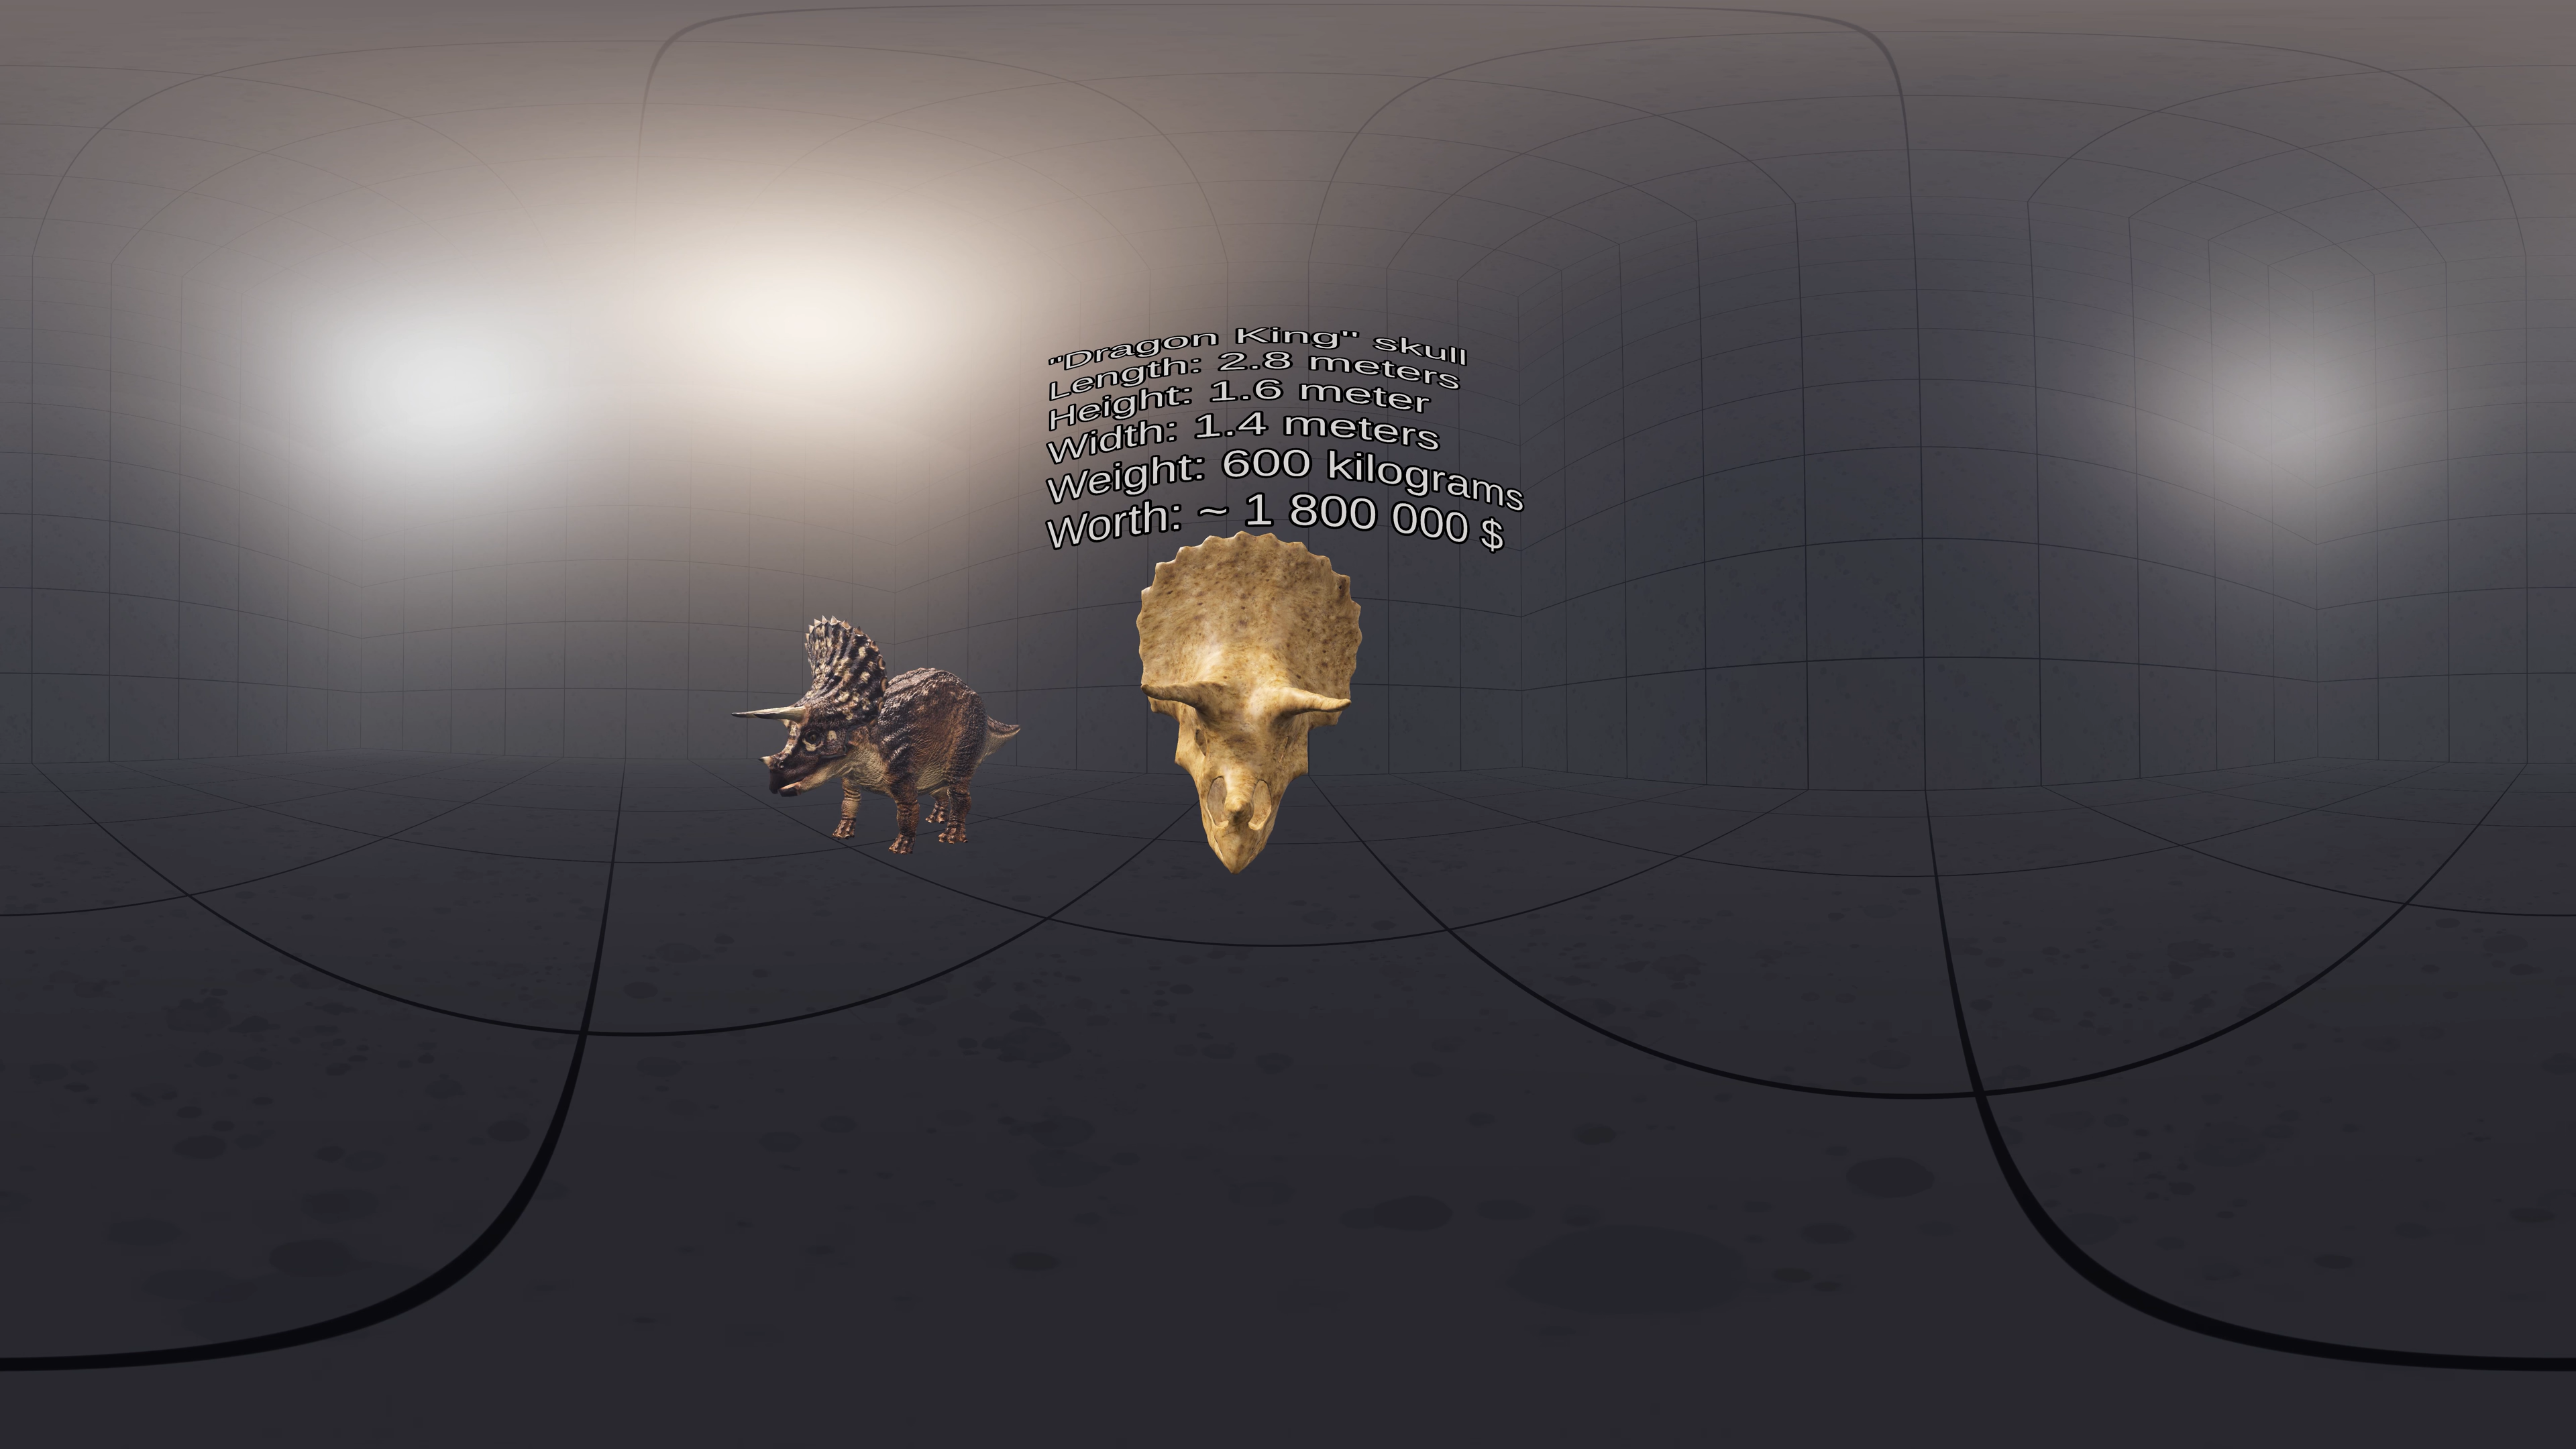 "Dragon King" skull
Length: 2.8 meters
Height: 1.6 meter
Width: 1.4 meters
Weight: 600 kilograms
Worth: ~ 1 800 000 $